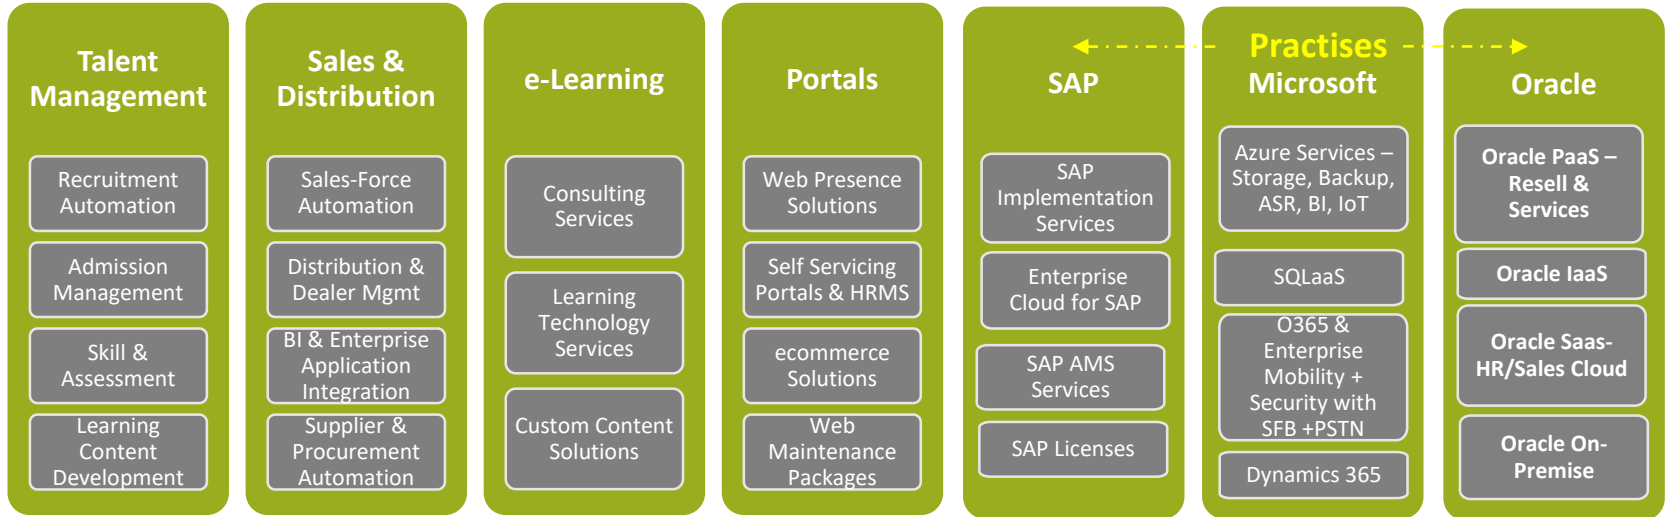 Talent
Management
Recruitment
Automation
Admission
Management
Skill &
Assessment
Learning
Content
Development
Sales &
Distribution
Sales-Force
Automation
Distribution &
Dealer Mgmt
BI & Enterprise
Application
Integration
Supplier &
Procurement
Automation
e-Learning
Consulting
Services
Learning
Technology
Services
Custom Content
Solutions
Portals
Web Presence
Solutions
Self Servicing
Portals & HRMS
ecommerce
Solutions
Web
Maintenance
Packages
Practises
SAP
SAP
Implementation
Services
Enterprise
Cloud for SAP
SAP AMS
Services
SAP Licenses
Microsoft
Azure Services –
Storage, Backup,
ASR, BI, IoT
SQLaaS
O365 &
Enterprise
Mobility +
Security with
SFB +PSTN
Dynamics 365
Oracle
Oracle PaaS –
Resell &
Services
Oracle IaaS
Oracle Saas-
HR/Sales Cloud
Oracle On-
Premise